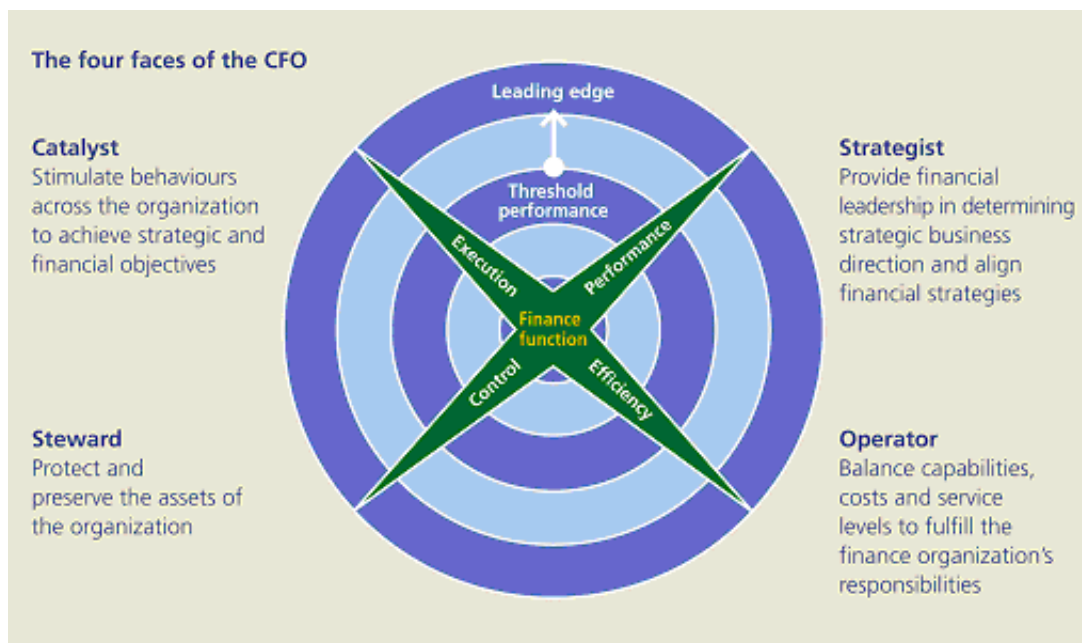 The four faces of the CFO
Leading edge
Catalyst
Stimulate behaviours
across the organization
to achieve strategic and
financial objectives
Strategist
Provide financial
leadership in determining
strategic business
direction and align
financial strategies
Threshold
performance
Execution
Performance
Finance
function
Control
Efficiency
Steward
Protect and
preserve the assets of
the organization
Operator
Balance capabilities,
costs and service
levels to fulfill the
finance organization's
responsibilities